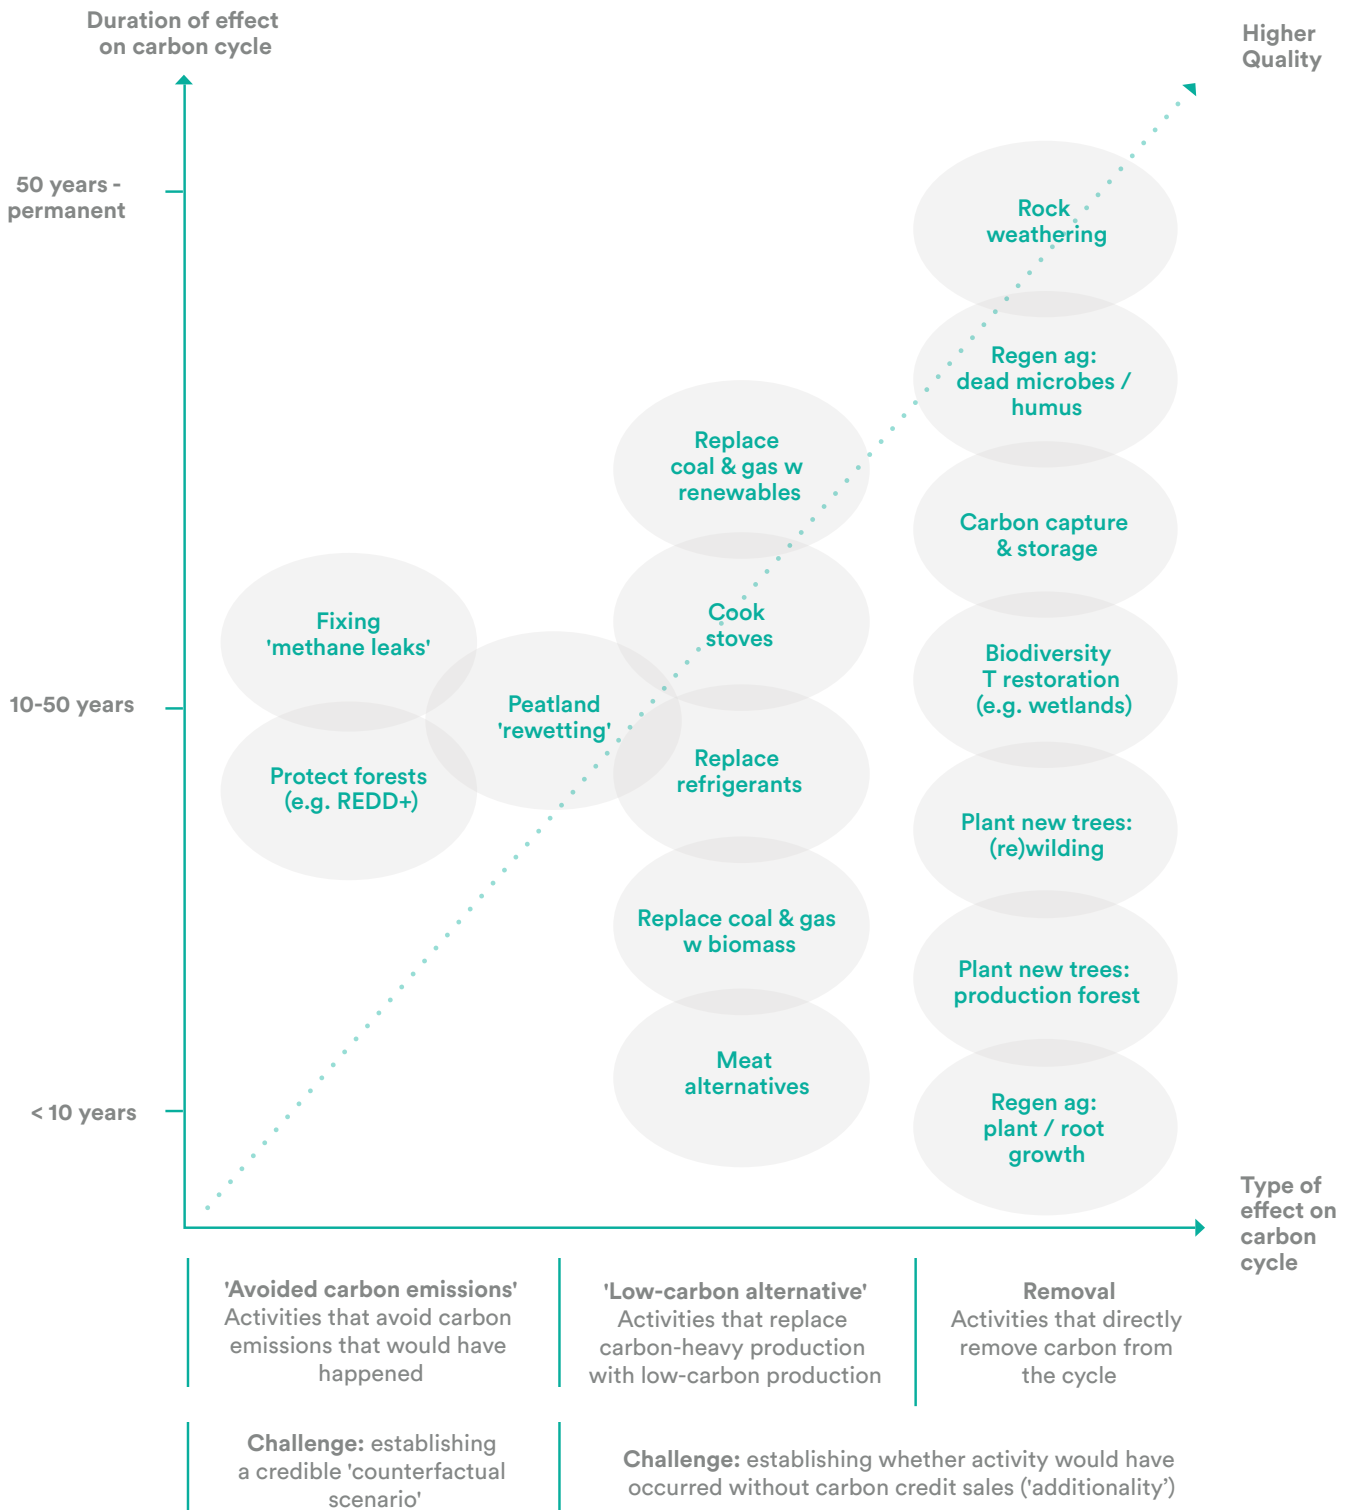 Duration of effect
on carbon cycle
Higher
Quality
50 years -
permanent
Rock
weathering
Regen ag:
dead microbes /
humus
Replace
coal & gas w
renewables
Carbon capture
& storage
Fixing
'methane leaks'
Cook
stoves
Biodiversity
T restoration
(e.g. wetlands)
10-50 years
Peatland
'rewetting'
Protect forests
(e.g. REDD+)
Replace
refrigerants
Plant new trees:
(re)wilding
Replace coal & gas
w biomass
Plant new trees:
production forest
Meat
alternatives
< 10 years
Regen ag:
plant / root
growth
Type of
effect on
carbon
cycle
'Avoided carbon emissions'
Activities that avoid carbon
emissions that would have
happened
'Low-carbon alternative'
Activities that replace
carbon-heavy production
with low-carbon production
Removal
Activities that directly
remove carbon from
the cycle
Challenge: establishing
a credible 'counterfactual
scenario'
Challenge: establishing whether activity would have
occurred without carbon credit sales ('additionality’)